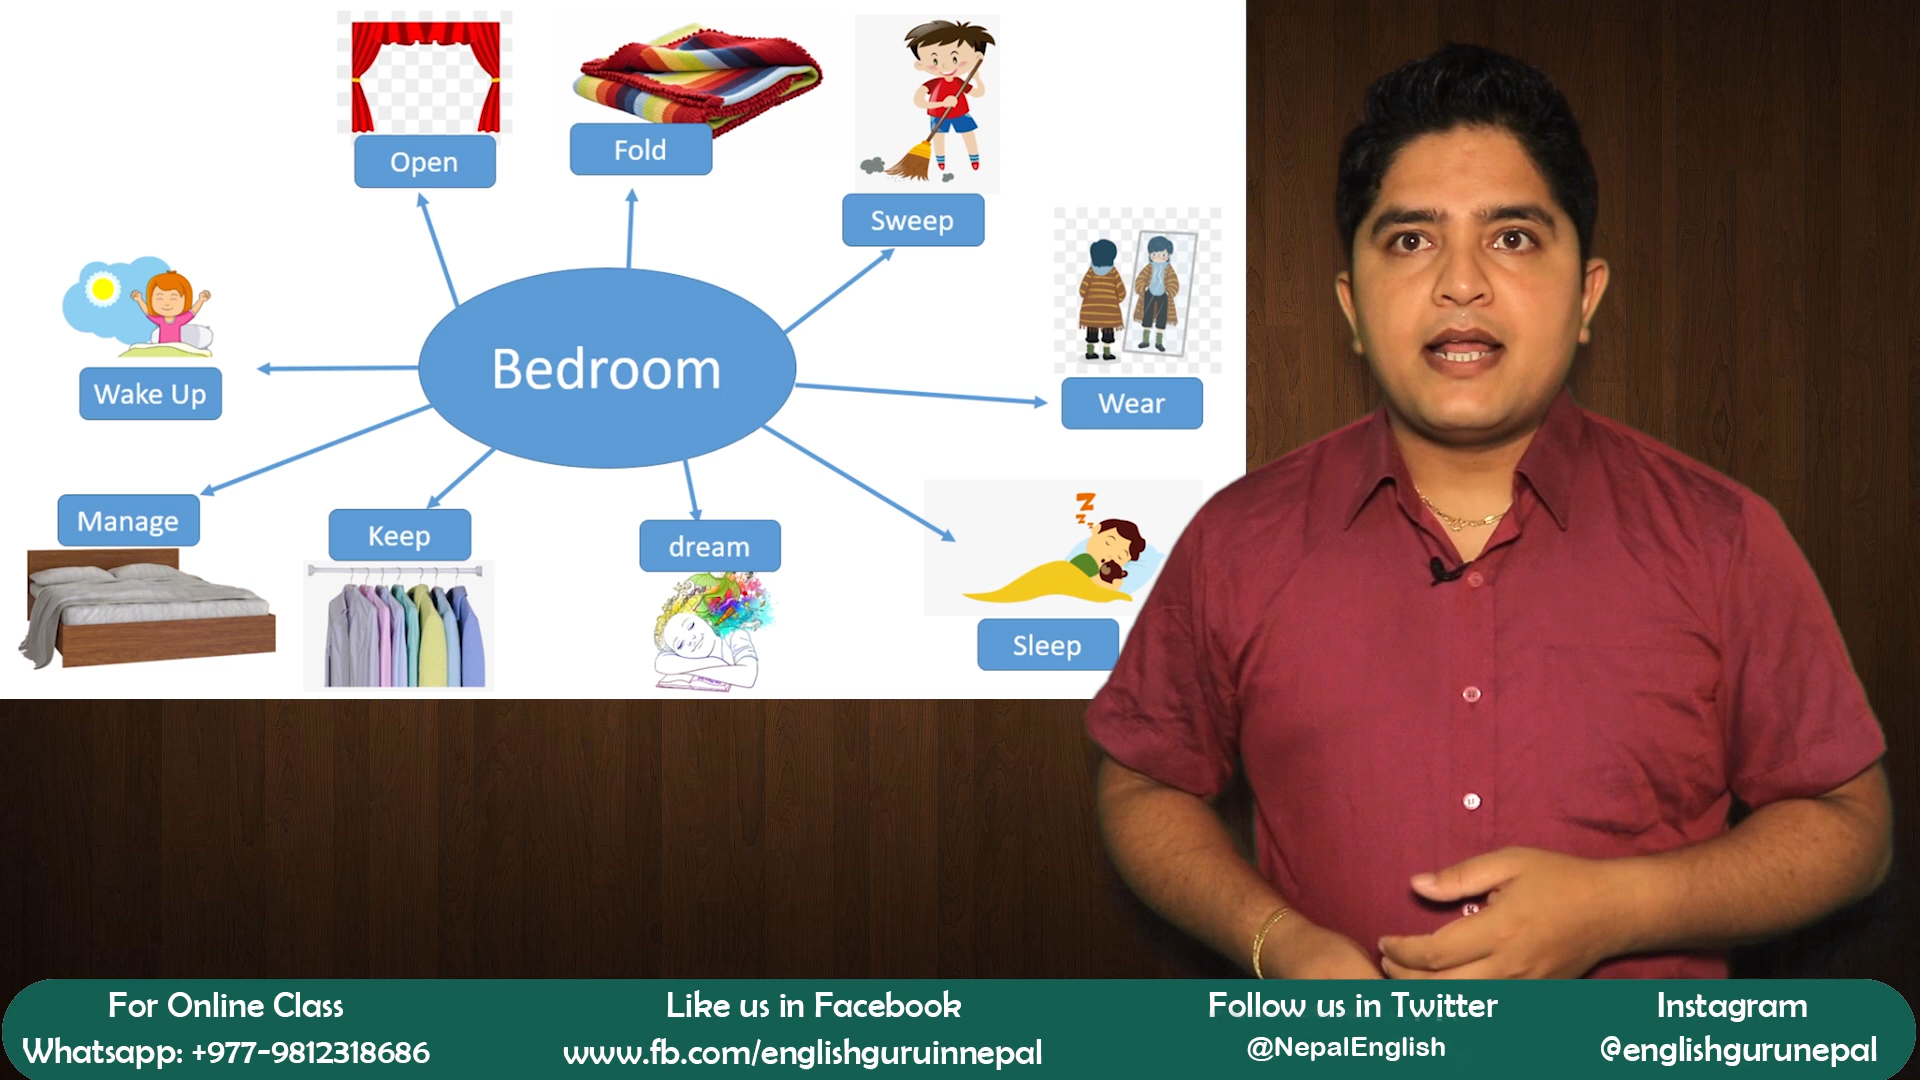 Open
Fold
Sweep
Wake Up
Bedroom
Wear
Manage
Keep
dream
Z
z
z
Sleep
For Online Class
Whatsapp: +977-9812318686
Like us in Facebook
www.fb.com/englishguruinnepal
Follow us in Twitter
@NepalEnglish
Instagram
@englishgurunepal